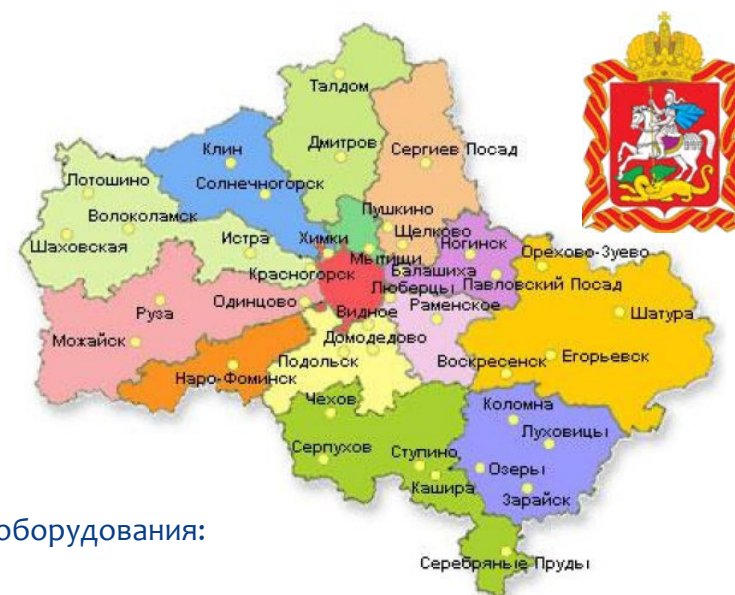 Талдом
Клин
Дмитров
Сергиев Посад
Лотошино
Солнечногорск
Волоколамск
Пушкино
Шаховская
Истра
Химки
Щелково
Ногинск
Мытищи
Орехово-Зуево
Красногорск
Балашиха
Павловский Посад
Люберцы
Одинцово
Руза
Видное
Раменское
Шатура
Можайск
Домодедово
Воскресенск
Егорьевск
Подольск
Наро-Фоминск
Чехов
Коломна
Луховицы
Серпухов
Ступино
Озеры
Кашира
Зарайск
оборудования:
Серебряные Пруды